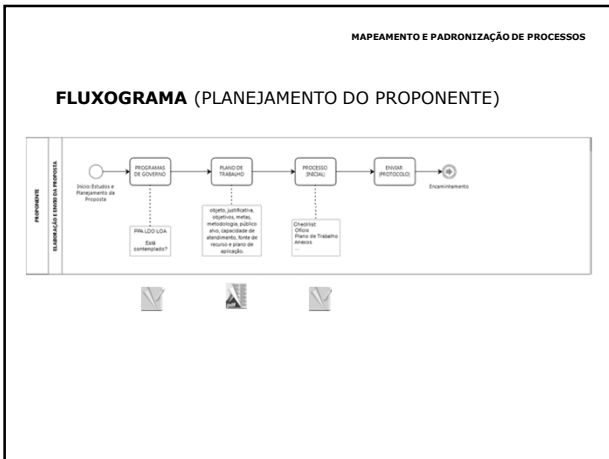 MAPEAMENTO E PADRONIZAÇÃO DE PROCESSOS
FLUXOGRAMA (PLANEJAMENTO DO PROPONENTE)
PROPONENTE
ELABORAÇÃO E ENVIO DA PROPOSTA
Início: Estudos e
Planejamento da
Proposta
PROGRAMAS
DE GOVERNO
PLANO DE
TRABALHO
PROCESSO
(INICIAL)
ENVIAR
(PROTOCOLO)
Encaminhamento
PPA LDO LOA
Está
contemplado?
objeto, justificativa,
objetivos, metas,
metodologia, público
alvo, capacidade de
atendimento, fonte de
recurso e plano de
aplicação.
Checklist:
Ofício
Plano de Trabalho
Anexos
...
pdf